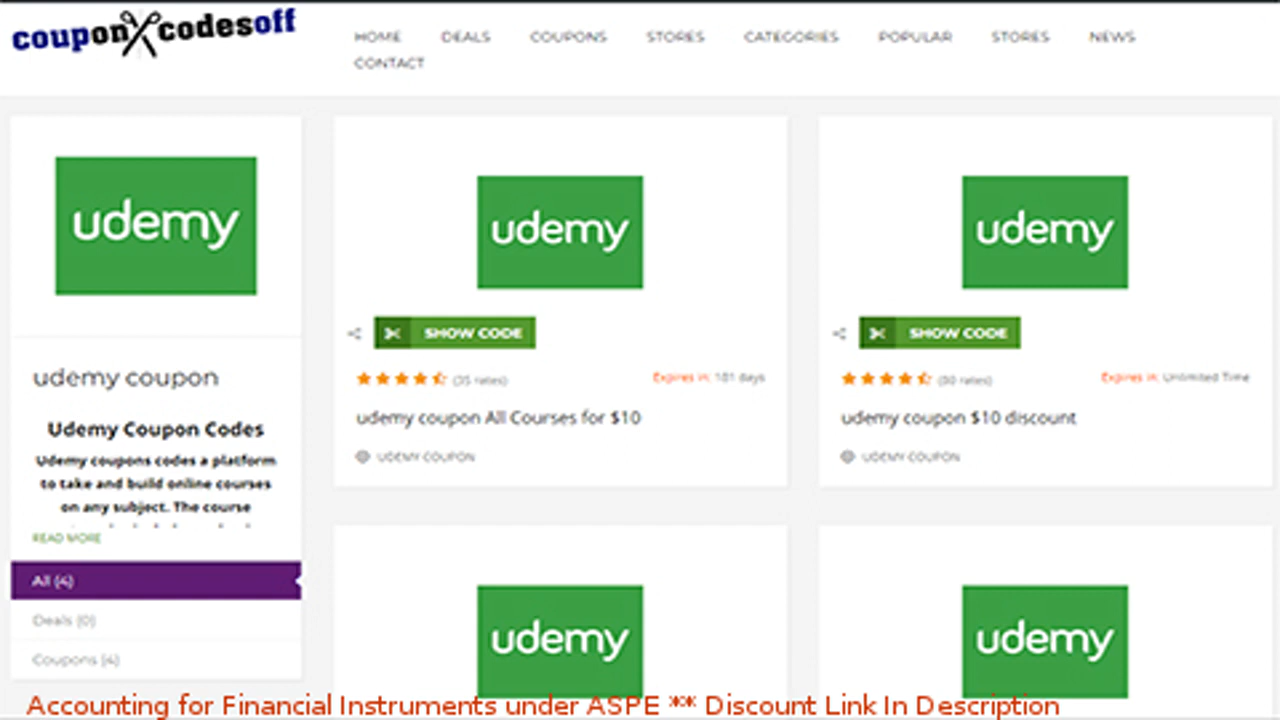 couponcodesoff
HOME DEALS COUPONS STORES CATEGORIES POPULAR STORES NEWS
CONTACT
udemy
udemy coupon
Udemy Coupon Codes
Udemy coupons codes a platform
to take and build online courses
on any subject. The course
READ MORE
All (4)
Deals (0)
Coupons (4)
udemy
SHOW CODE
(35 rates) Expires in: 181 days
udemy coupon All Courses for $10
UDEMY COUPON
udemy
SHOW CODE
(80 rates) Expires in: Unlimited Time
udemy coupon $10 discount
UDEMY COUPON
udemy
udemy
Accounting for Financial Instruments under ASPE ** Discount Link In Description